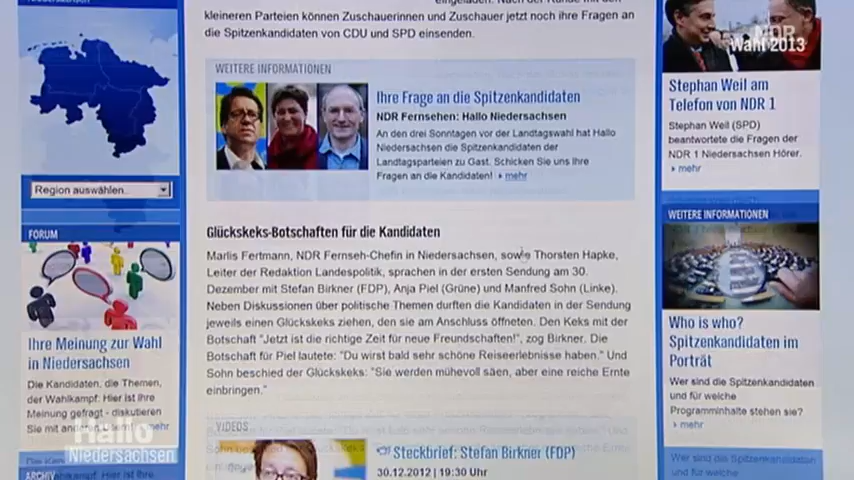 kleineren Parteien können Zuschauerinnen und Zuschauer jetzt noch ihre Fragen an
die Spitzenkandidaten von CDU und SPD einsenden.
WEITERE INFORMATIONEN
Ihre Frage an die Spitzenkandidaten
NDR Fernsehen: Hallo Niedersachsen
An den drei Sonntagen vor der Landtagswahl hat Hallo
Niedersachsen die Spitzenkandidaten der
Landtagsparteien zu Gast. Schicken Sie uns Ihre
Fragen an die Kandidaten! mehr
Glückskeks-Botschaften für die Kandidaten
Marlis Fertmann, NDR Fernseh-Chefin in Niedersachsen, sowie Thorsten Hapke,
Leiter der Redaktion Landespolitik, sprachen in der ersten Sendung am 30.
Dezember mit Stefan Birkner (FDP), Anja Piel (Grüne) und Manfred Sohn (Linke).
Neben Diskussionen über politische Themen durften die Kandidaten in der Sendung
jeweils einen Glückskeks ziehen, den sie am Anschluss öffneten. Den Keks mit der
Botschaft "Jetzt ist die richtige Zeit für neue Freundschaften!", zog Birkner. Die
Botschaft für Piel lautete: "Du wirst bald sehr schöne Reiseerlebnisse haben." Und
Sohn beschied der Glückskeks: "Sie werden mühevoll säen, aber eine reiche Ernte
einbringen."
VIDEOS
Steckbrief: Stefan Birkner (FDP)
30.12.2012 | 19:30 Uhr
Region auswählen..
FORUM
Ihre Meinung zur Wahl
in Niedersachsen
Die Kandidaten, die Themen,
der Wahlkampf: Hier ist Ihre
Meinung gefragt - diskutieren
Sie mit anderen Usern! mehr
Hallo
Niedersachsen
ARCHIV
NDR
Wahl 2013
Stephan Weil am
Telefon von NDR 1
Stephan Weil (SPD)
beantwortete die Fragen der
NDR 1 Niedersachsen Hörer.
mehr
WEITERE INFORMATIONEN
Who is who?
Spitzenkandidaten im
Porträt
Wer sind die Spitzenkandidaten
und für welche
Programminhalte stehen sie?
mehr
Wer sind die Spitzenkandidaten
und für welche